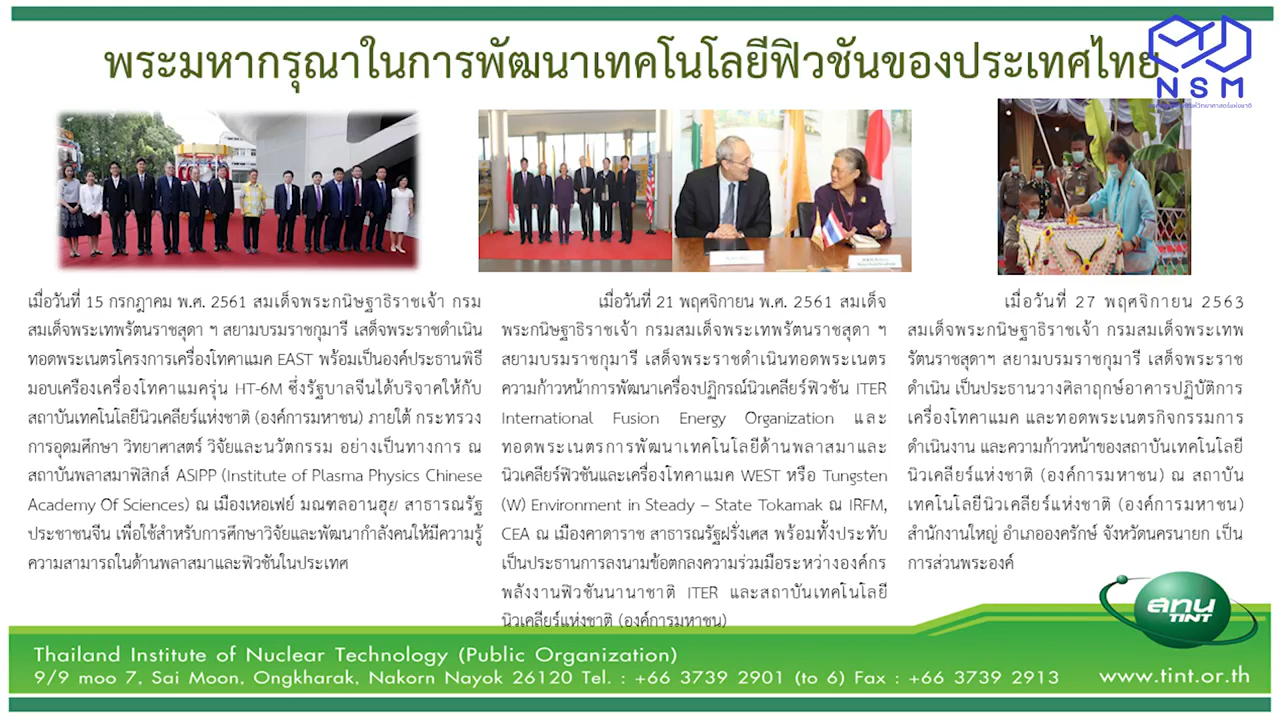 พระมหากรุณาในการพัฒนาเทคโนโลยีฟิวชันของประเทศไทย
NSM
เมื่อวันที่ 15 กรกฎาคม พ.ศ. 2561 สมเด็จพระกนิษฐาธิราชเจ้า กรม
สมเด็จพระเทพรัตนราชสุดา ฯ สยามบรมราชกุมารี เสด็จพระราชดำเนิน
ทอดพระเนตรโครงการเครื่องโทคาแมค EAST พร้อมเป็นองค์ประธานพิธี
มอบเครืองเครื่องโทคาแมครุ่น HT-6M ซึ่งรัฐบาลจีนได้บริจาคให้กับ
สถาบันเทคโนโลยีนิวเคลียร์แห่งชาติ (องค์การมหาชน) ภายใต้ กระทรวง
การอุดมศึกษา วิทยาศาสตร์ วิจัยและนวัตกรรม อย่างเป็นทางการ ณ
สถาบันพลาสมาฟิสิกส์ ASIPP (Institute of Plasma Physics Chinese
Academy Of Sciences) ณ เมืองเหอเฟย์ มณฑลอานฮุย สาธารณรัฐ
ประชาชนจีน เพื่อใช้สำหรับการศึกษาวิจัยและพัฒนากำลังคนให้มีความรู้
ความสามารถในด้านพลาสมาและฟิวชันในประเทศ
เมื่อวันที่ 21 พฤศจิกายน พ.ศ. 2561 สมเด็จ
พระกนิษฐาธิราชเจ้า กรมสมเด็จพระเทพรัตนราชสุดา ฯ
สยามบรมราชกุมารี เสด็จพระราชดำเนินทอดพระเนตร
ความก้าวหน้าการพัฒนาเครื่องปฏิกรณ์นิวเคลียร์ฟิวชัน ITER
International Fusion Energy Organization และ
ทอดพระเนตรการพัฒนาเทคโนโลยีด้านพลาสมาและ
นิวเคลียร์ฟิวชันและเครื่องโทคาแมค WEST หรือ Tungsten
(W) Environment in Steady – State Tokamak ณ IRFM,
CEA ณ เมืองคาดาราช สาธารณรัฐฝรั่งเศส พร้อมทั้งประทับ
เป็นประธานการลงนามข้อตกลงความร่วมมือระหว่างองค์กร
พลังงานฟิวชันนานาชาติ ITER และสถาบันเทคโนโลยี
นิวเคลียร์แห่งชาติ (องค์การมหาชน)
เมื่อวันที่ 27 พฤศจิกายน 2563
สมเด็จพระกนิษฐาธิราชเจ้า กรมสมเด็จพระเทพ
รัตนราชสุดาฯ สยามบรมราชกุมารี เสด็จพระราช
ดำเนิน เป็นประธานวางศิลาฤกษ์อาคารปฏิบัติการ
เครื่องโทคาแมค และทอดพระเนตรกิจกรรมการ
ดำเนินงาน และความก้าวหน้าของสถาบันเทคโนโลยี
นิวเคลียร์แห่งชาติ (องค์การมหาชน) ณ สถาบัน
เทคโนโลยีนิวเคลียร์แห่งชาติ (องค์การมหาชน)
สำนักงานใหญ่ อำเภอองครักษ์ จังหวัดนครนายก เป็น
การส่วนพระองค์
สทน
TINT
Thailand Institute of Nuclear Technology (Public Organization)
9/9 moo 7, Sai Moon, Ongkharak, Nakorn Nayok 26120 Tel. : +66 3739 2901 (to 6) Fax : +66 3739 2913
www.tint.or.th